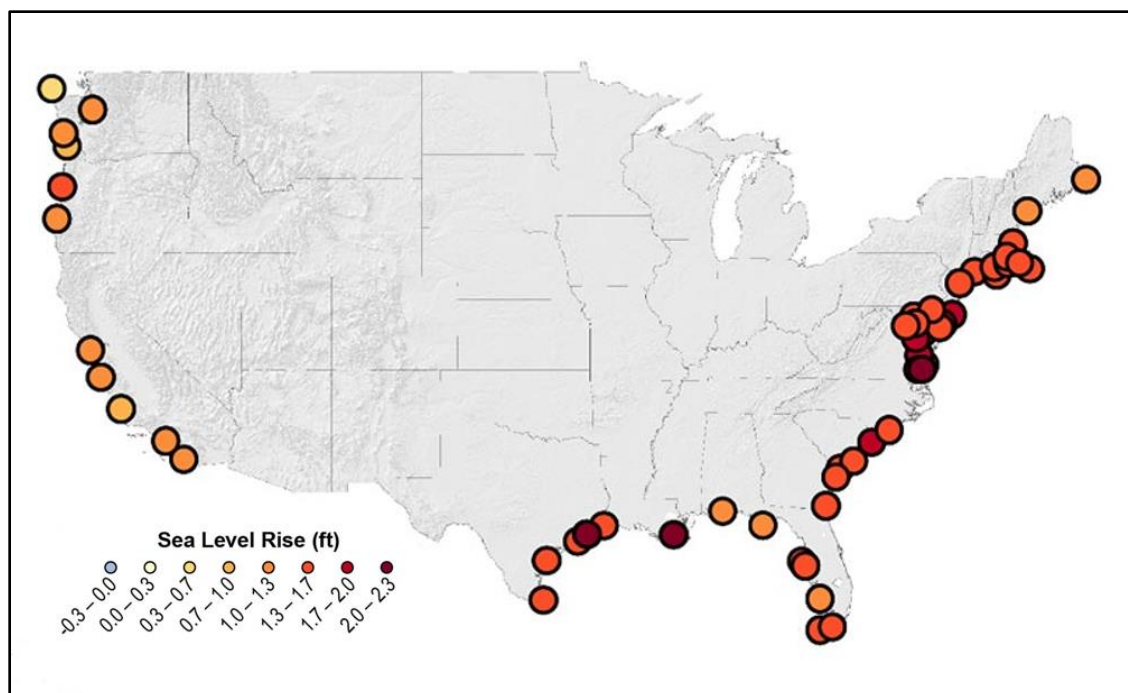 Sea Level Rise (ft)
-0.3 – 0.0
0.0 – 0.3
0.3 – 0.7
0.7 – 1.0
1.0 – 1.3
1.3 – 1.7
1.7 – 2.0
2.0 – 2.3